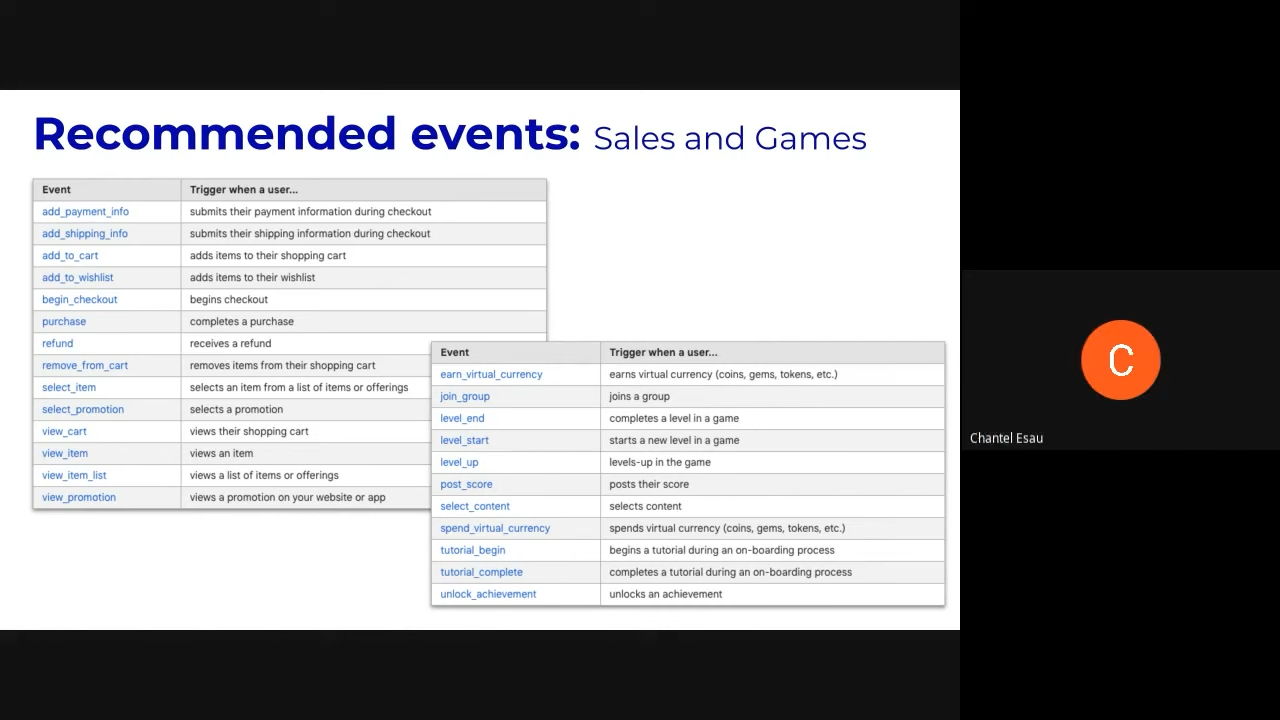 Recommended events: Sales and Games
Event Trigger when a user...
add_payment_info submits their payment information during checkout
add_shipping_info submits their shipping information during checkout
add_to_cart adds items to their shopping cart
add_to_wishlist adds items to their wishlist
begin_checkout begins checkout
purchase completes a purchase
refund receives a refund
remove_from_cart removes items from their shopping cart
select_item selects an item from a list of items or offerings
select_promotion selects a promotion
view_cart views their shopping cart
view_item views an item
view_item_list views a list of items or offerings
view_promotion views a promotion on your website or app
Event Trigger when a user...
earn_virtual_currency earns virtual currency (coins, gems, tokens, etc.)
join_group joins a group
level_end completes a level in a game
level_start starts a new level in a game
level_up levels-up in the game
post_score posts their score
select_content selects content
spend_virtual_currency spends virtual currency (coins, gems, tokens, etc.)
tutorial_begin begins a tutorial during an on-boarding process
tutorial_complete completes a tutorial during an on-boarding process
unlock_achievement unlocks an achievement
C
Chantel Esau